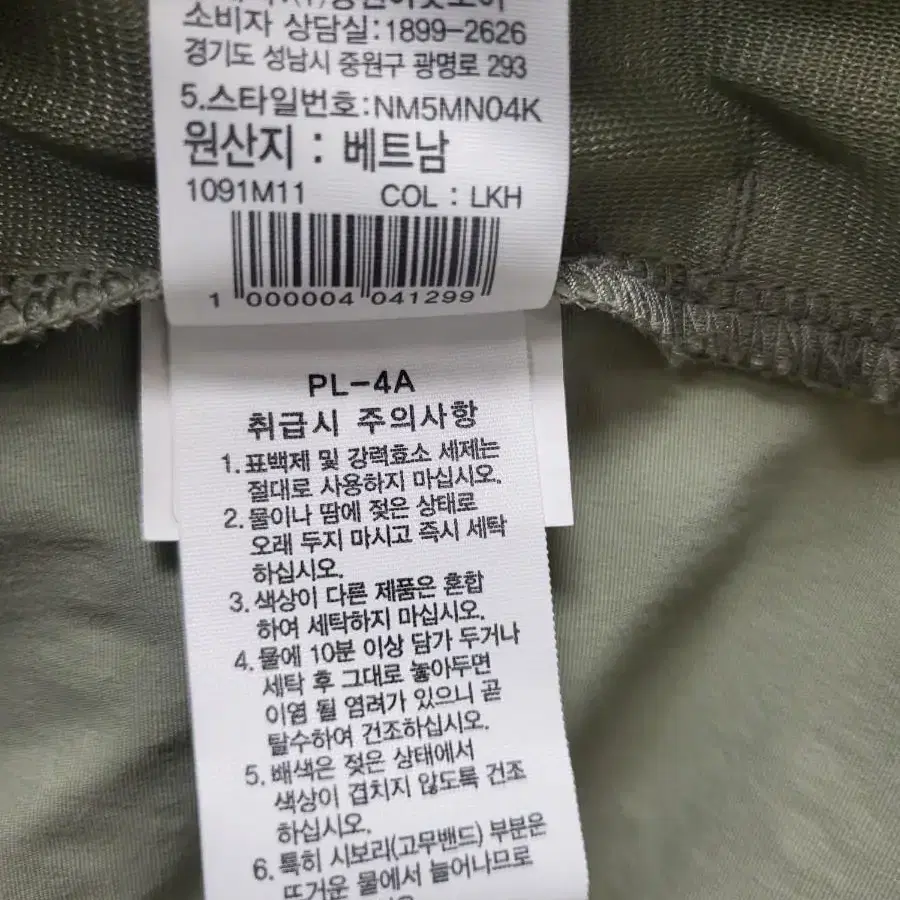 소비자 상담실:1899-2626
경기도 성남시 중원구 광명로 293
5.스타일번호:NM5MN04K
원산지 : 베트남
1091M11 COL : LKH
1 000004 041299
PL-4A
취급시 주의사항
1.표백제 및 강력효소 세제는
절대로 사용하지 마십시오.
2.물이나 땀에 젖은 상태로
오래 두지 마시고 즉시 세탁
하십시오.
3.색상이 다른 제품은 혼합
하여 세탁하지 마십시오.
4.물에 10분 이상 담가 두거나
세탁 후 그대로 놓아두면
이염 될 염려가 있으니 곧
탈수하여 건조하십시오.
5.배색은 젖은 상태에서
색상이 겹치지 않도록 건조
하십시오.
6.특히 시보리(고무밴드) 부분은
뜨거운 물에서 늘어나므로